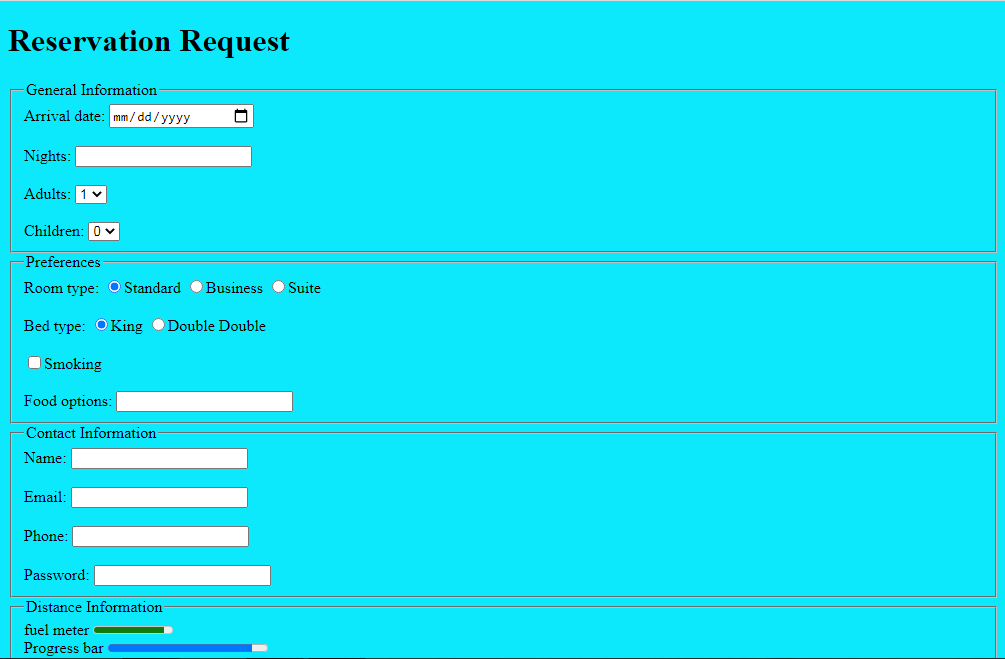 Reservation Request
General Information
Arrival date: mm/dd/yyyy
Nights:
Adults: 1
Children: 0
Preferences
Room type: Standard Business Suite
Bed type: King Double Double
Smoking
Food options:
Contact Information
Name:
Email:
Phone:
Password:
Distance Information
fuel meter
Progress bar